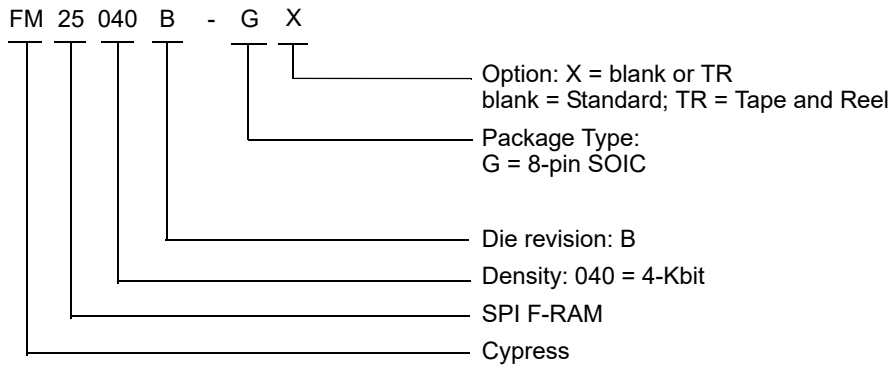 FM 25 040 B - G X
Option: X = blank or TR
blank = Standard; TR = Tape and Reel
Package Type:
G = 8-pin SOIC
Die revision: B
Density: 040 = 4-Kbit
SPI F-RAM
Cypress